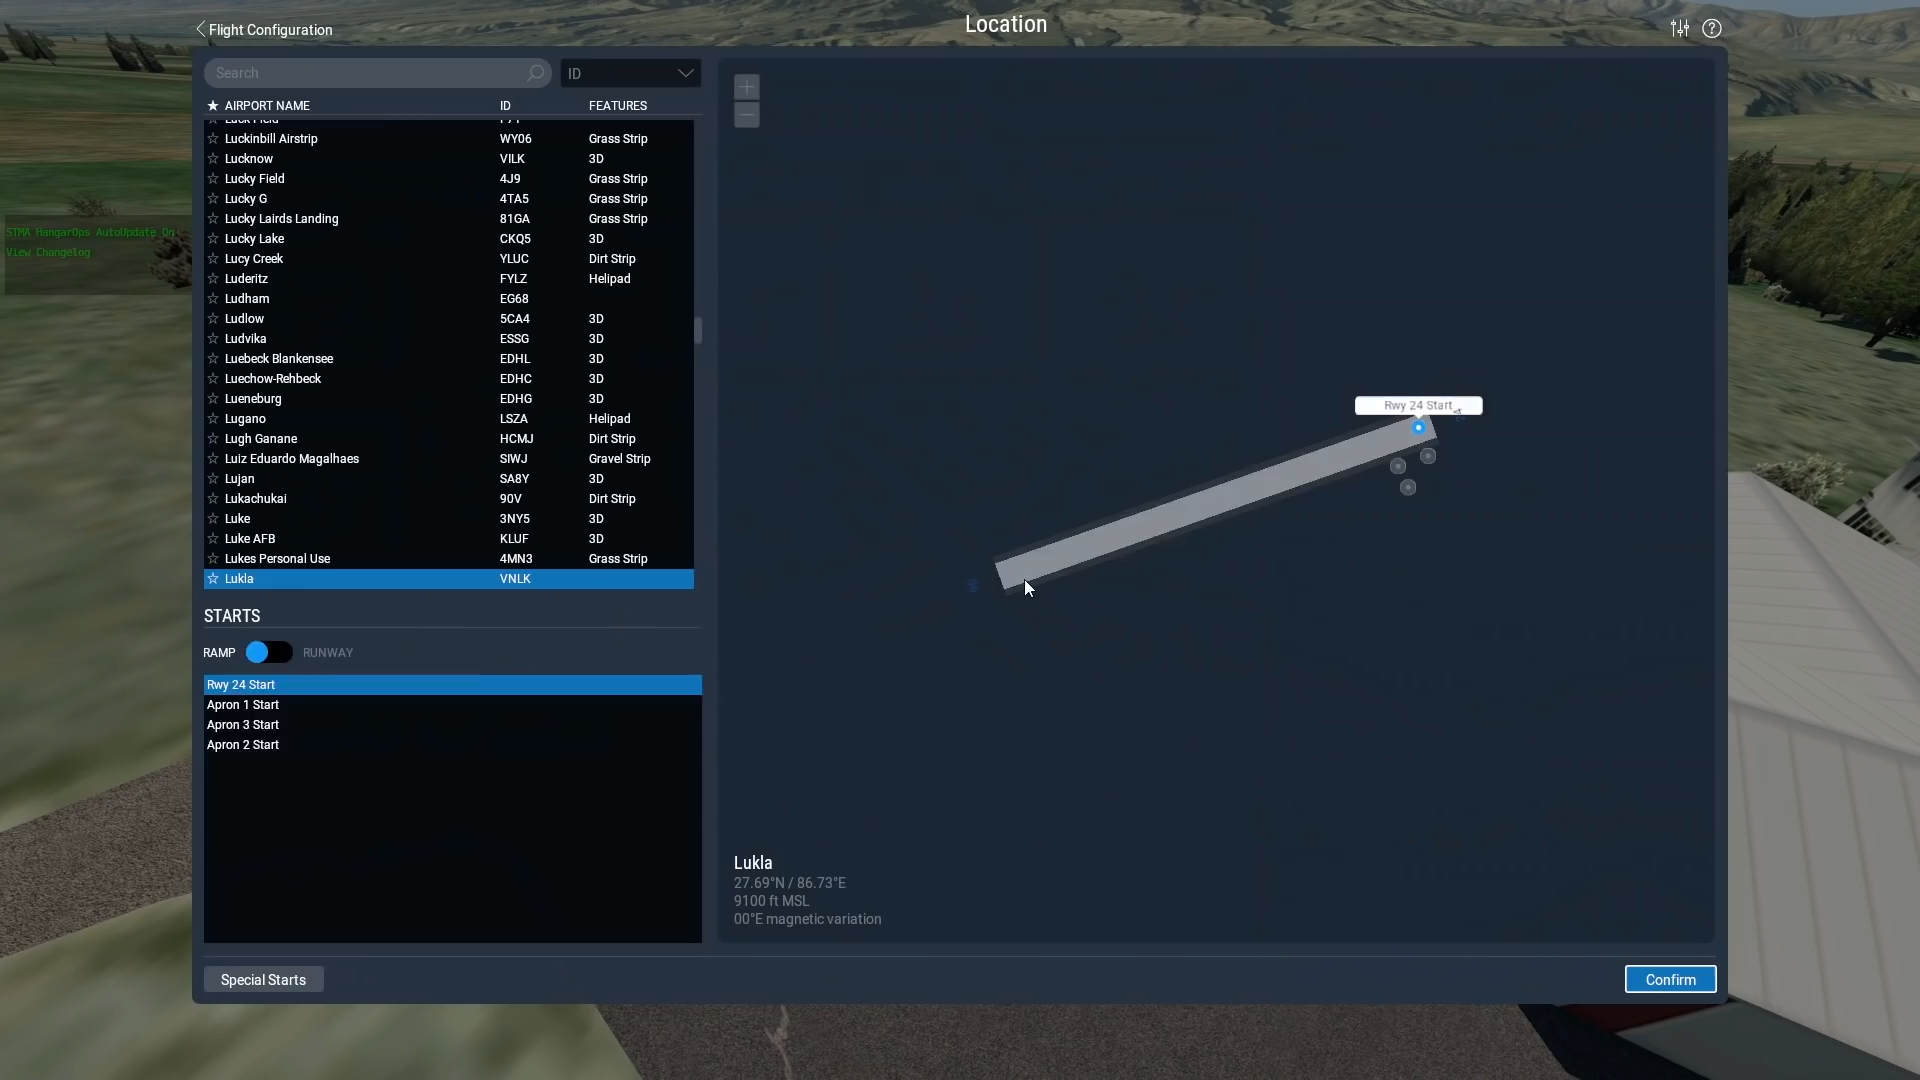 Flight Configuration
Location
Search
ID
AIRPORT NAME ID FEATURES
Luck Field F71
Luckinbill Airstrip WY06 Grass Strip
Lucknow VILK 3D
Lucky Field 4J9 Grass Strip
Lucky G 4TA5 Grass Strip
Lucky Lairds Landing 81GA Grass Strip
Lucky Lake CKQ5 3D
Lucy Creek YLUC Dirt Strip
Luderitz FYLZ Helipad
Ludham EG68
Ludlow 5CA4 3D
Ludvika ESSG 3D
Luebeck Blankensee EDHL 3D
Luechow-Rehbeck EDHC 3D
Lueneburg EDHG 3D
Lugano LSZA Helipad
Lugh Ganane HCMJ Dirt Strip
Luiz Eduardo Magalhaes SIWJ Gravel Strip
Lujan SA8Y 3D
Lukachukai 90V Dirt Strip
Luke 3NY5 3D
Luke AFB KLUF 3D
Lukes Personal Use 4MN3 Grass Strip
Lukla VNLK
STMA HangarOps AutoUpdate On
View Changelog
STARTS
RAMP RUNWAY
Rwy 24 Start
Apron 1 Start
Apron 3 Start
Apron 2 Start
Rwy 24 Start
Lukla
27.69°N / 86.73°E
9100 ft MSL
00°E magnetic variation
Special Starts
Confirm